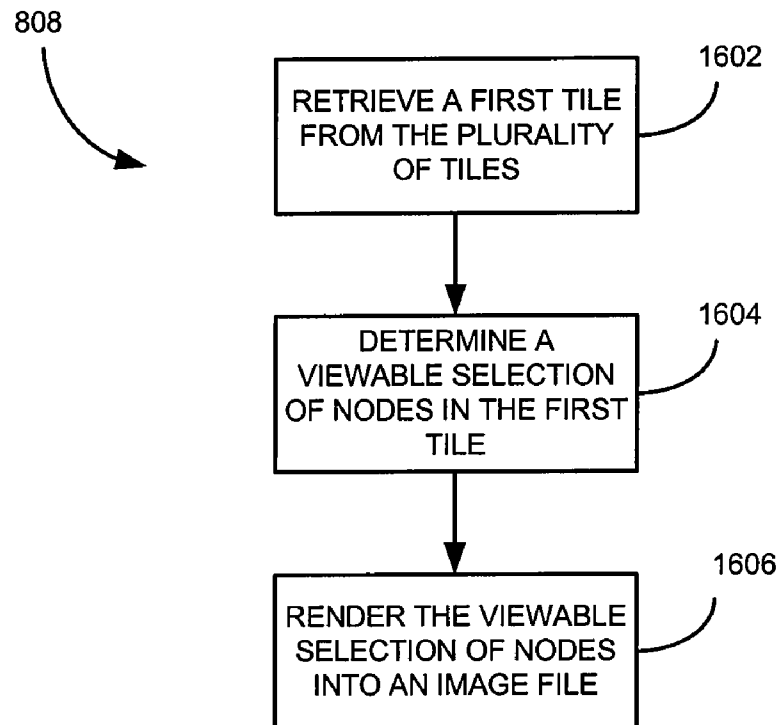 808
1602
RETRIEVE A FIRST TILE
FROM THE PLURALITY
OF TILES
1604
DETERMINE A
VIEWABLE SELECTION
OF NODES IN THE FIRST
TILE
1606
RENDER THE VIEWABLE
SELECTION OF NODES
INTO AN IMAGE FILE